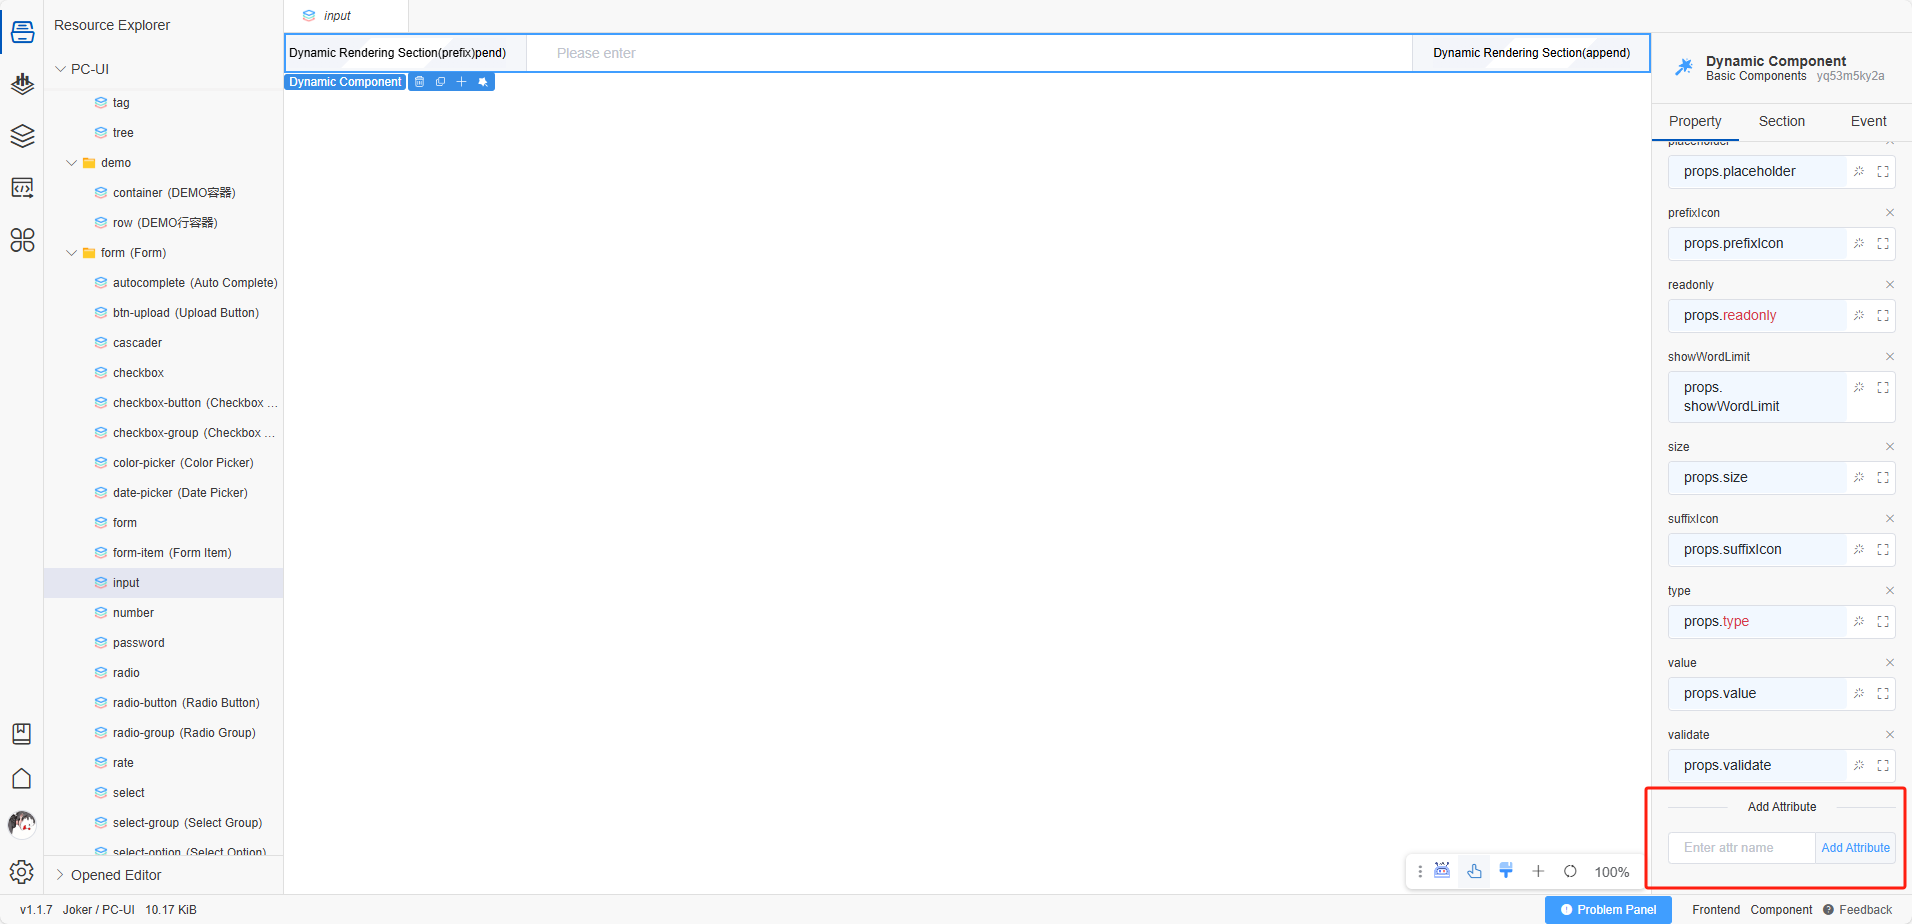 Resource Explorer
PC-UI
tag
tree
demo
container (DEMO容器)
row (DEMO行容器)
form (Form)
autocomplete (Auto Complete)
btn-upload (Upload Button)
cascader
checkbox
checkbox-button (Checkbox ...
checkbox-group (Checkbox ...
color-picker (Color Picker)
date-picker (Date Picker)
form
form-item (Form Item)
input
number
password
radio
radio-button (Radio Button)
radio-group (Radio Group)
rate
select
select-group (Select Group)
select-option (Select Option)
Opened Editor
input
Dynamic Rendering Section(prefix)pend)
Please enter
Dynamic Rendering Section(append)
Dynamic Component
100%
Dynamic Component
Basic Components yq53m5ky2a
Property Section Event
placeholder
props.placeholder
prefixIcon
props.prefixIcon
readonly
props.readonly
showWordLimit
props.
showWordLimit
size
props.size
suffixIcon
props.suffixIcon
type
props.type
value
props.value
validate
props.validate
Add Attribute
Enter attr name Add Attribute
v1.1.7 Joker / PC-UI 10.17 KiB
Problem Panel Frontend Component Feedback